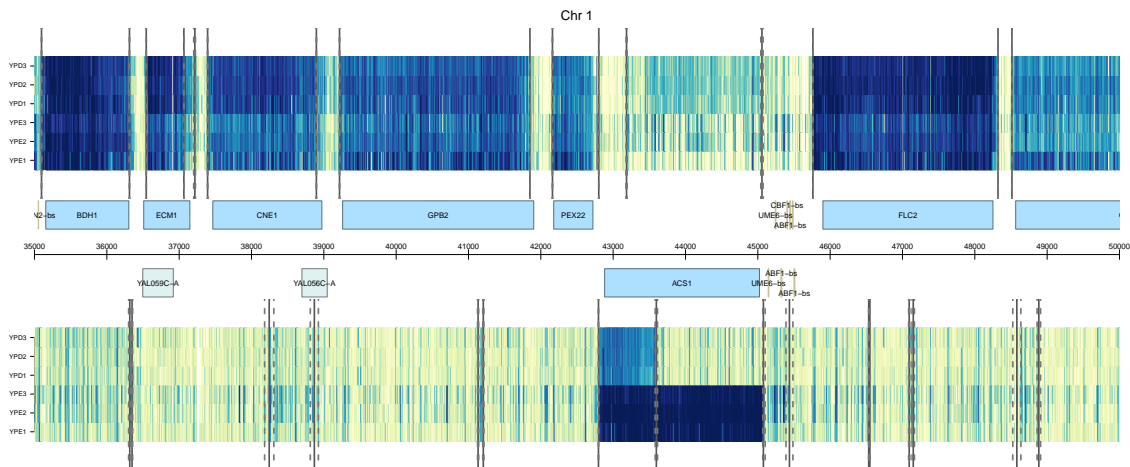 Chr 1
YPD3
YPD2
YPD1
YPE3
YPE2
YPE1
CBF1-bs
N2-bs BDH1 ECM1 CNE1 GPB2 PEX22 UME6-bs FLC2
ABF1-bs
35000 36000 37000 38000 39000 40000 41000 42000 43000 44000 45000 46000 47000 48000 49000 50000
ABF1-bs
YAL059C-A YAL056C-A ACS1 UME6-bs
ABF1-bs
YPD3
YPD2
YPD1
YPE3
YPE2
YPE1